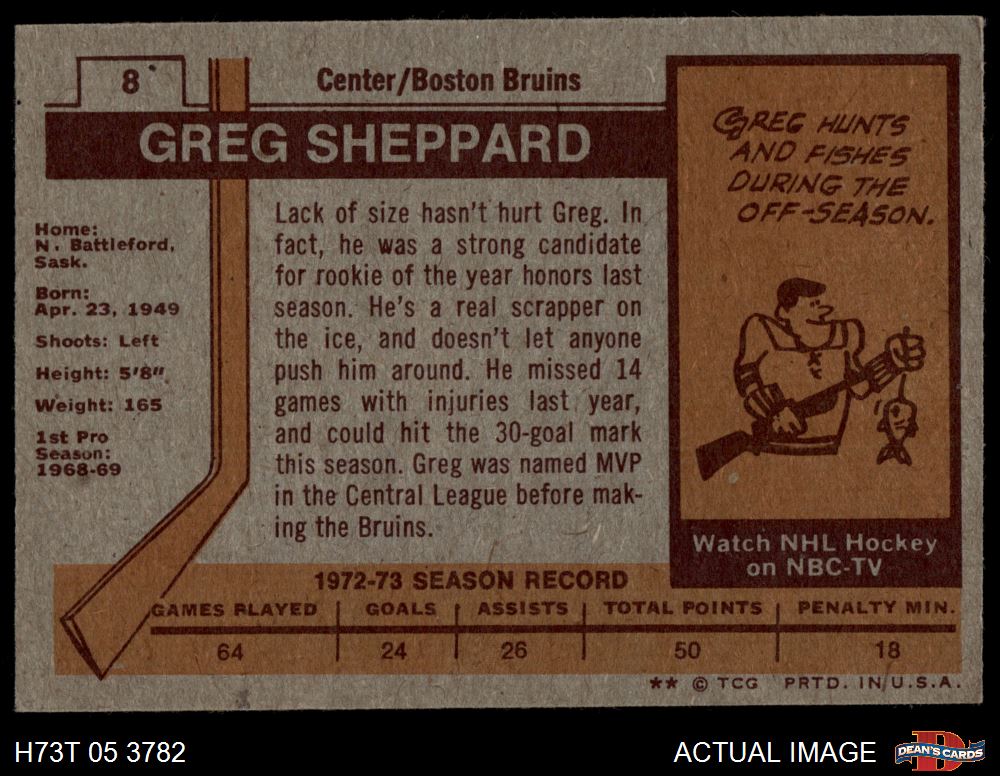 8
Center/Boston Bruins
GREG SHEPPARD
Home:
N. Battleford,
Sask.
Born:
Apr. 23, 1949
Shoots: Left
Height: 5'8"
Weight: 165
1st Pro
Season:
1968-69
Lack of size hasn't hurt Greg. In
fact, he was a strong candidate
for rookie of the year honors last
season. He's a real scrapper on
the ice, and doesn't let anyone
push him around. He missed 14
games with injuries last year,
and could hit the 30-goal mark
this season. Greg was named MVP
in the Central League before mak-
ing the Bruins.
GREG HUNTS
AND FISHES
DURING THE
OFF-SEASON.
Watch NHL Hockey
on NBC-TV
1972-73 SEASON RECORD
GAMES PLAYED GOALS ASSISTS TOTAL POINTS PENALTY MIN.
64 24 26 50 18
** © TCG PRTD. IN U.S.A.
H73T 05 3782
ACTUAL IMAGE
DEAN'S CARDS